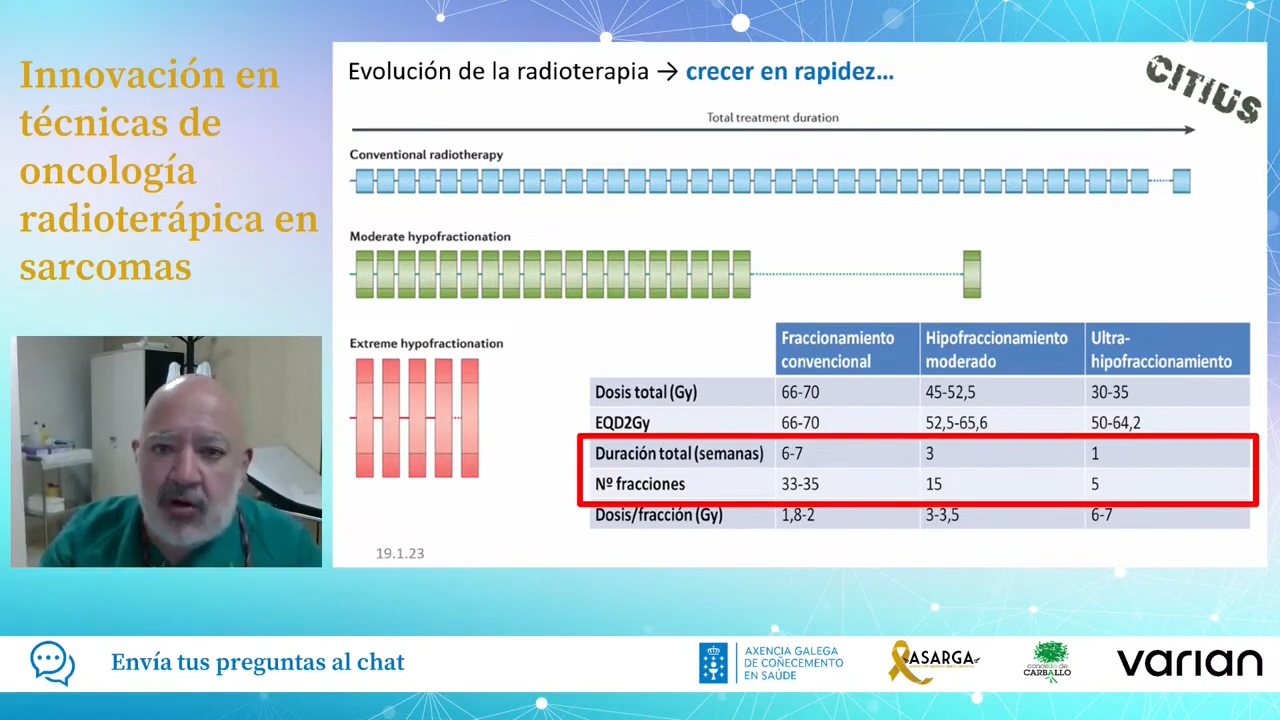 Innovación en
técnicas de
oncología
radioterápica en
sarcomas
Evolución de la radioterapia → crecer en rapidez...
CITIUS
Total treatment duration
Conventional radiotherapy
Moderate hypofractionation
Extreme hypofractionation
Fraccionamiento convencional Hipofraccionamiento moderado Ultra-hipofraccionamiento
Dosis total (Gy) 66-70 45-52,5 30-35
EQD2Gy 66-70 52,5-65,6 50-64,2
Duración total (semanas) 6-7 3 1
Nº fracciones 33-35 15 5
Dosis/fracción (Gy) 1,8-2 3-3,5 6-7
19.1.23
Envía tus preguntas al chat
AXENCIA GALEGA
DE COÑECEMENTO
EN SAÚDE
ASARGA
concello de
CARBALLO
varian